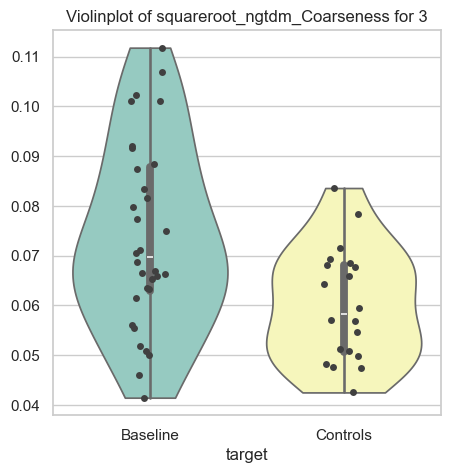 Violinplot of squareroot_ngtdm_Coarseness for 3
0.11
0.10
0.09
0.08
0.07
0.06
0.05
0.04
Baseline Controls
target